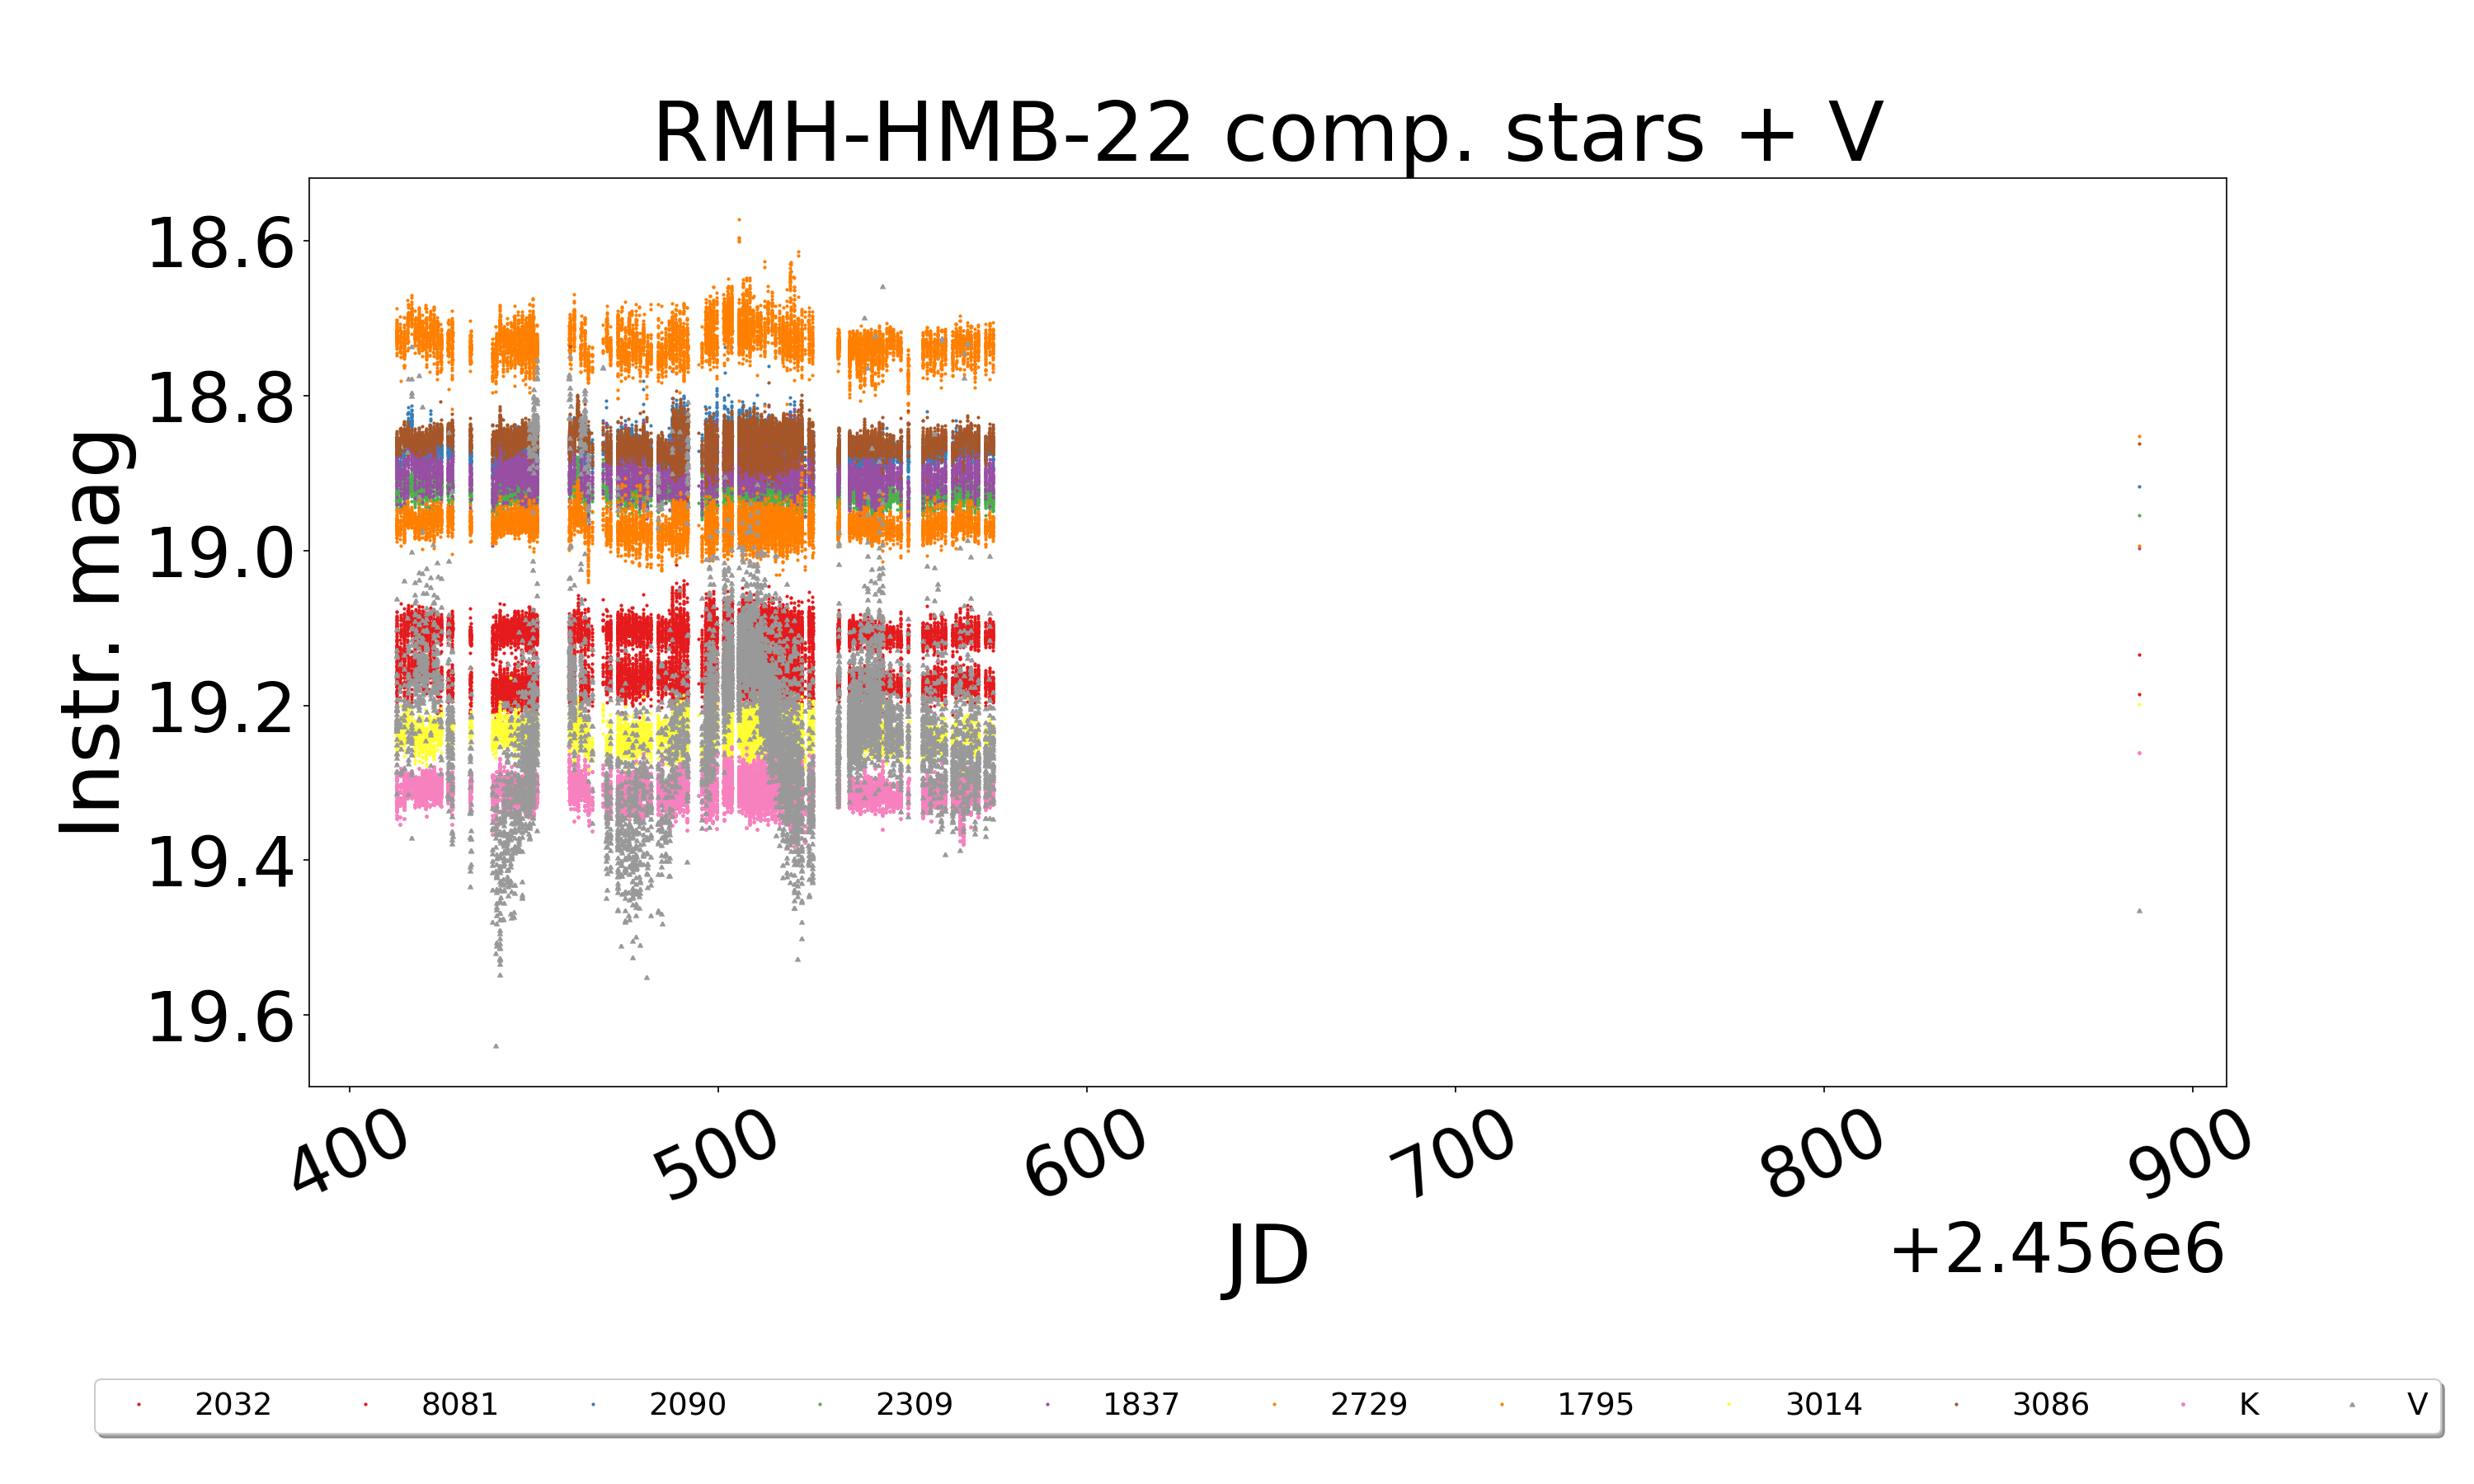 RMH-HMB-22 comp. stars + V
Instr. mag
18.6
18.8
19.0
19.2
19.4
19.6
400 500 600 700 800 900
JD
+2.456e6
2032 8081 2090 2309 1837 2729 1795 3014 3086 K V